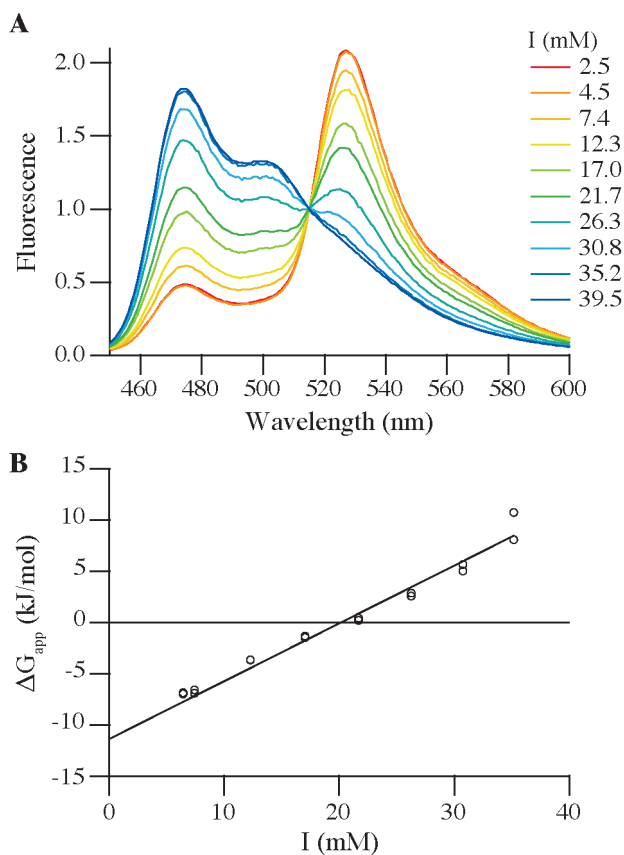 A
I (mM)
2.5
4.5
7.4
12.3
17.0
21.7
26.3
30.8
35.2
39.5
Fluorescence
2.0
1.5
1.0
0.5
0.0
460 480 500 520 540 560 580 600
Wavelength (nm)
B
ΔGapp (kJ/mol)
15
10
5
0
-5
-10
-15
0 10 20 30 40
I (mM)